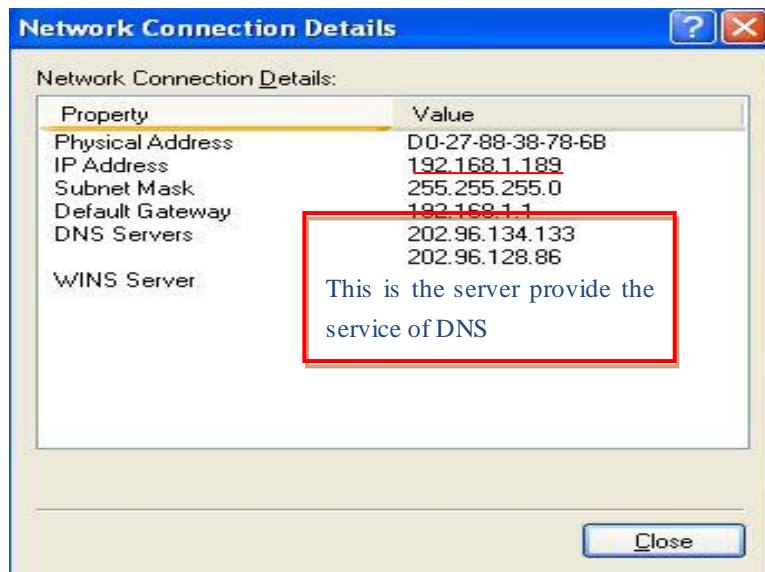 Network Connection Details
Network Connection Details:
Property Value
Physical Address D0-27-88-38-78-6B
IP Address 192.168.1.189
Subnet Mask 255.255.255.0
Default Gateway 192.168.1.1
DNS Servers 202.96.134.133
202.96.128.86
WINS Server
This is the server provide the
service of DNS
Close